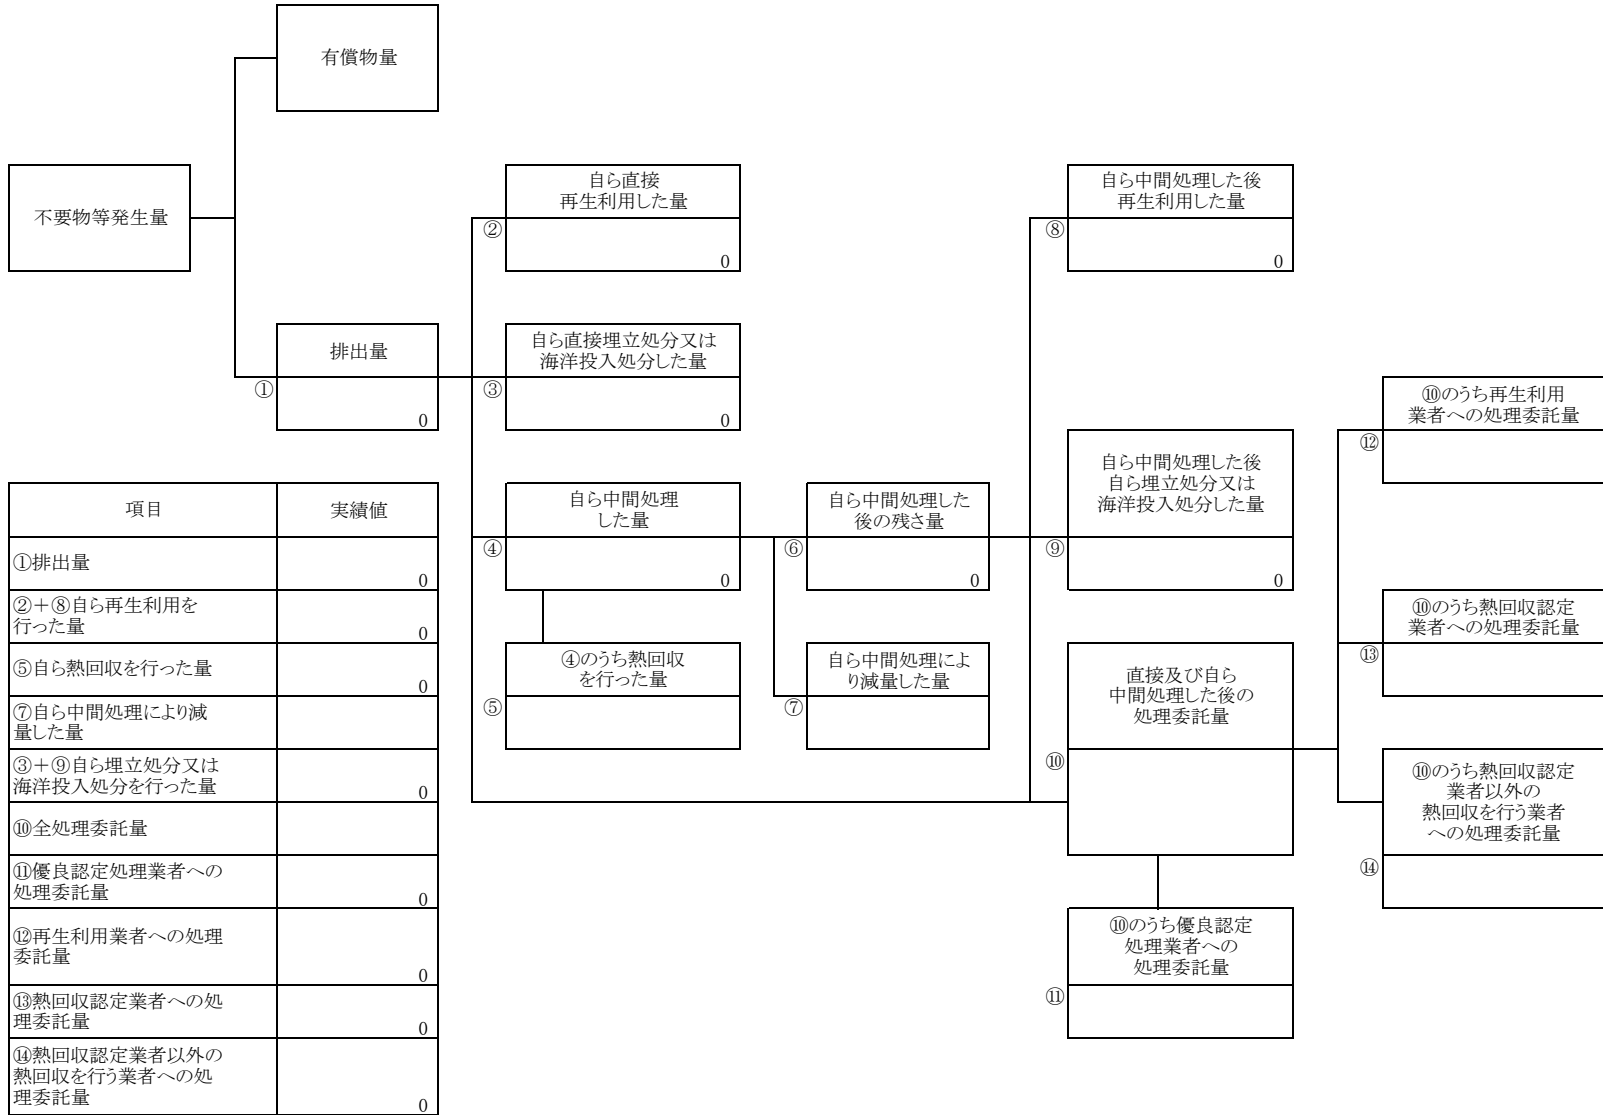 有償物量
不要物等発生量
自ら直接
再生利用した量
②
0
自ら中間処理した後
再生利用した量
⑧
0
排出量
①
0
自ら直接埋立処分又は
海洋投入処分した量
③
0
⑩のうち再生利用
業者への処理委託量
⑫
自ら中間処理
した量
④
0
自ら中間処理した
後の残さ量
⑥
0
自ら中間処理した後
自ら埋立処分又は
海洋投入処分した量
⑨
0
⑩のうち熱回収認定
業者への処理委託量
⑬
④のうち熱回収
を行った量
⑤
自ら中間処理によ
り減量した量
⑦
直接及び自ら
中間処理した後の
処理委託量
⑩
⑩のうち熱回収認定
業者以外の
熱回収を行う業者
への処理委託量
⑭
⑩のうち優良認定
処理業者への
処理委託量
⑪
項目
実績値
①排出量
0
②+⑧自ら再生利用を
行った量
0
⑤自ら熱回収を行った量
0
⑦自ら中間処理により減
量した量
③+⑨自ら埋立処分又は
海洋投入処分を行った量
0
⑩全処理委託量
⑪優良認定処理業者への
処理委託量
0
⑫再生利用業者への処理
委託量
0
⑬熱回収認定業者への処
理委託量
0
⑭熱回収認定業者以外の
熱回収を行う業者への処
理委託量
0